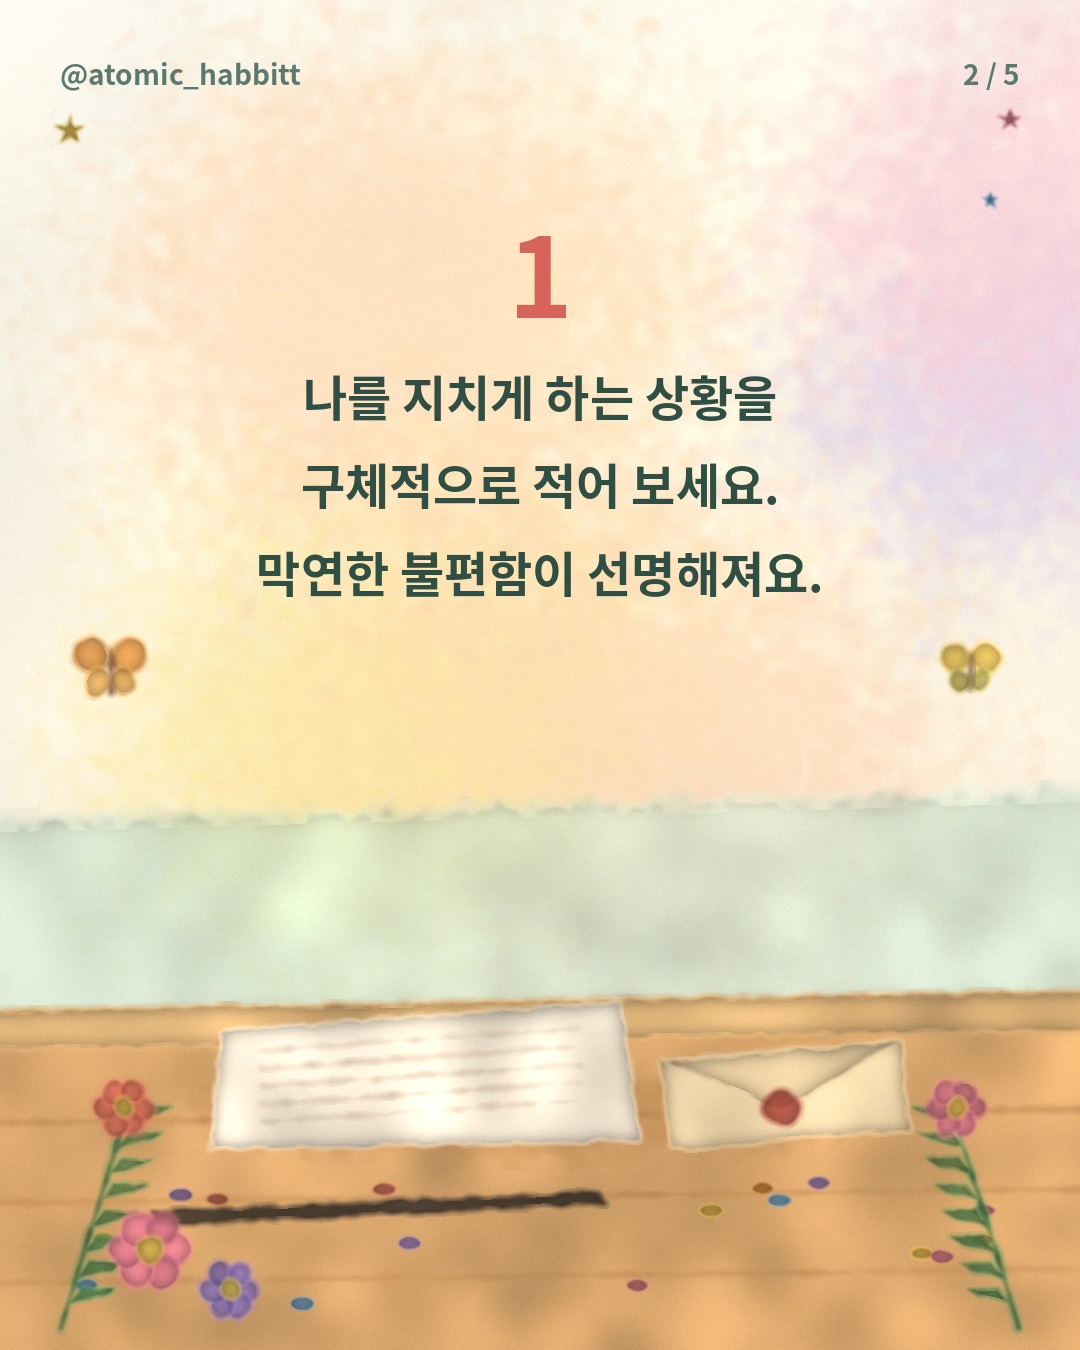 @atomic_habbitt
2 / 5
1
나를 지치게 하는 상황을
구체적으로 적어 보세요.
막연한 불편함이 선명해져요.